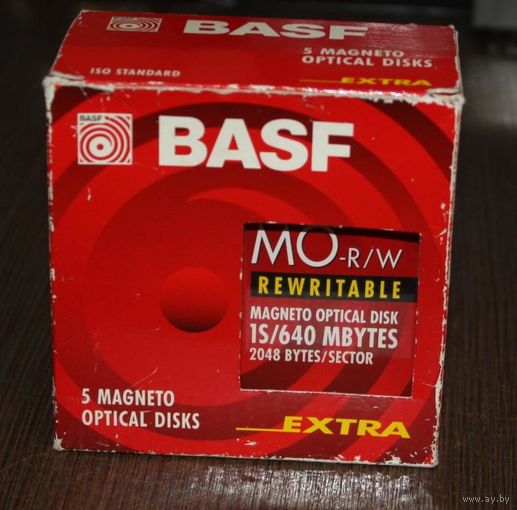 BASF
BASF
5 MAGNETO
OPTICAL DISKS
ISO STANDARD
EXTRA
BASF
BASF
MO-R/W
REWRITABLE
MAGNETO OPTICAL DISK
1S/640 MBYTES
2048 BYTES/SECTOR
5 MAGNETO
OPTICAL DISKS
EXTRA
www.ay.by